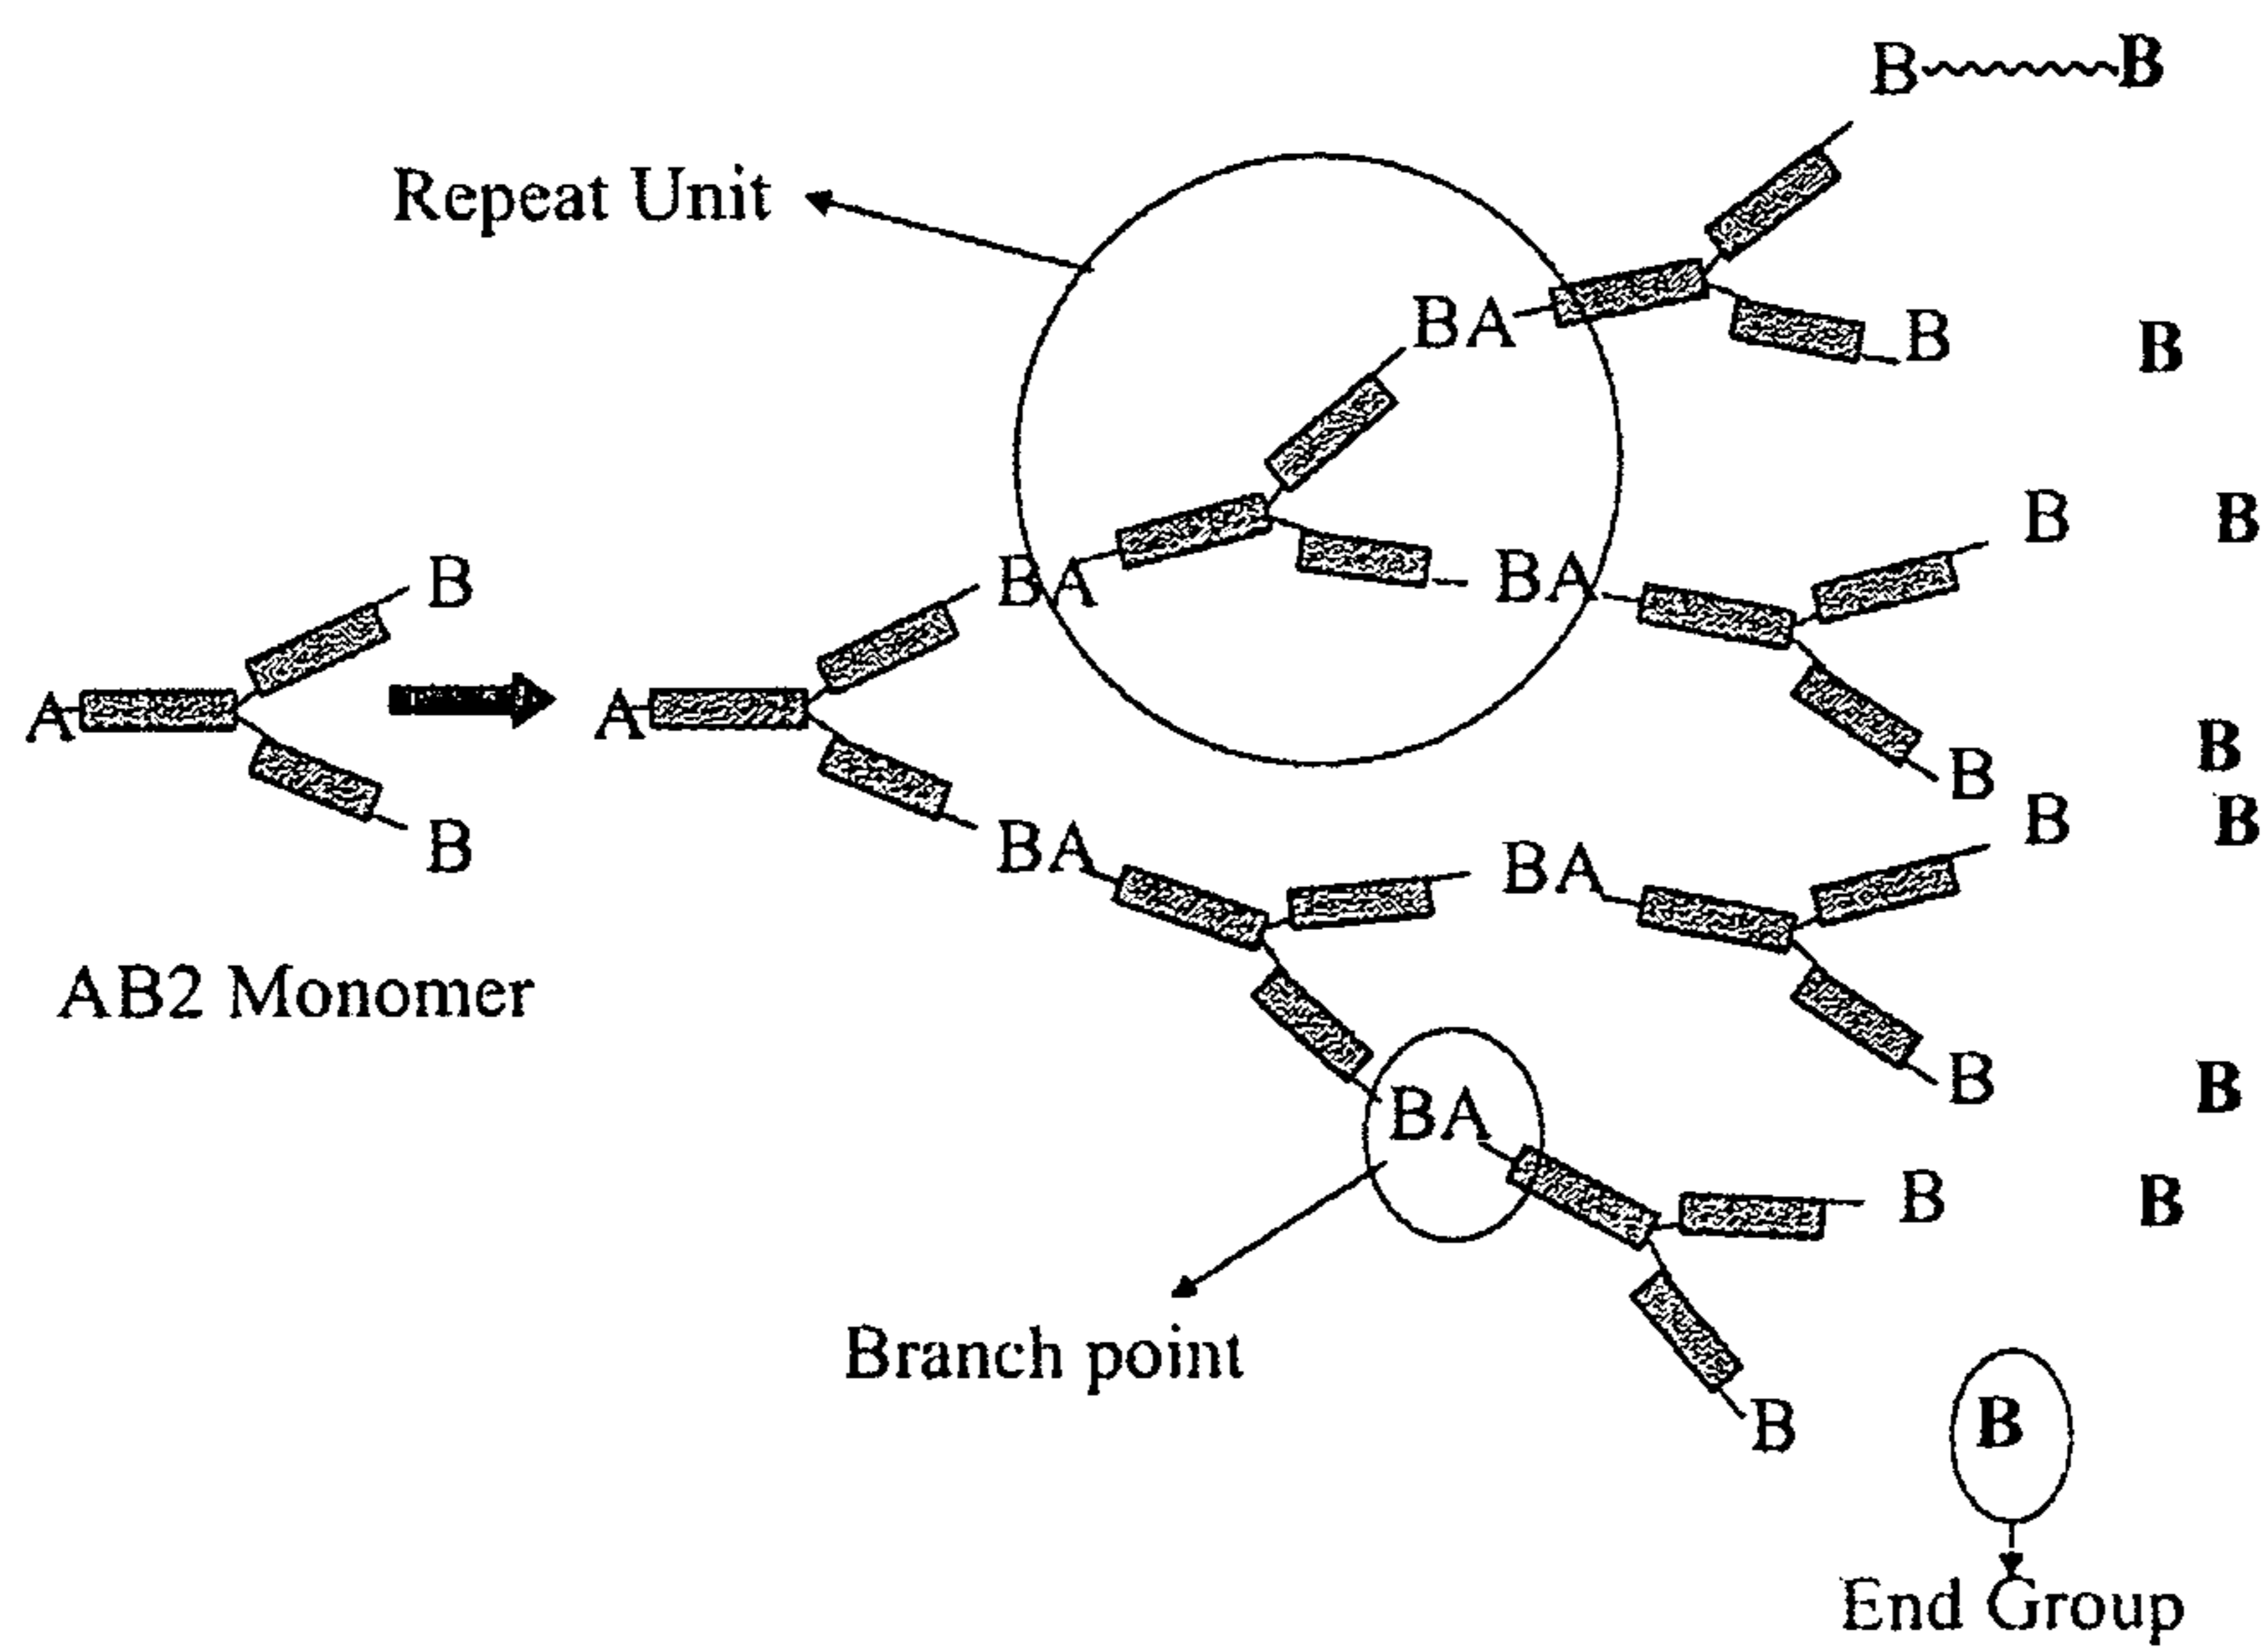 B B
Repeat Unit
BA B B
B B
B BA BA
A A B
B B
B BA BA B B
AB2 Monomer
B B
BA
B B
Branch point
B B
End Group